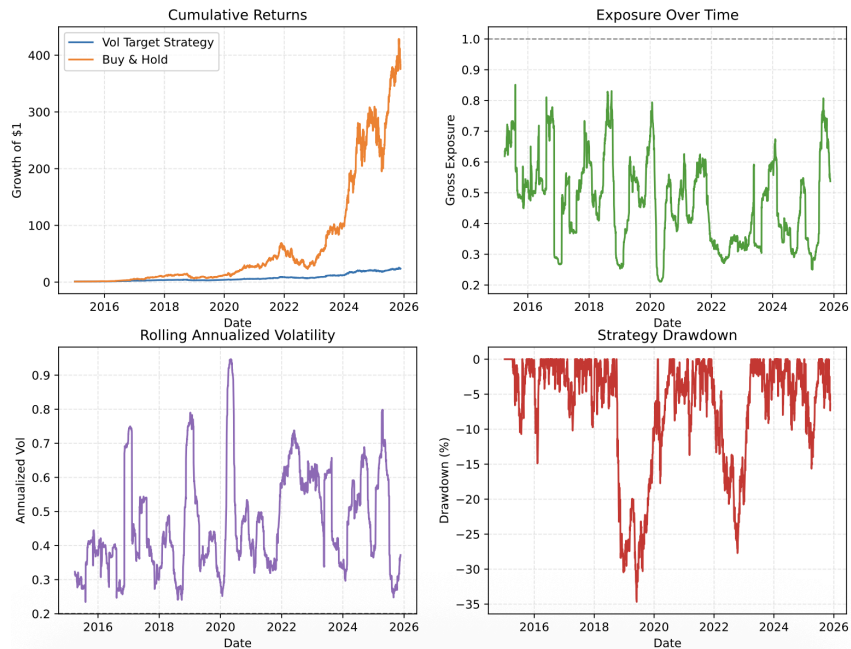 Cumulative Returns
Vol Target Strategy
Buy & Hold
Growth of $1
400
300
200
100
0
2016 2018 2020 2022 2024 2026
Date
Exposure Over Time
Gross Exposure
1.0
0.9
0.8
0.7
0.6
0.5
0.4
0.3
0.2
2016 2018 2020 2022 2024 2026
Date
Rolling Annualized Volatility
Annualized Vol
0.9
0.8
0.7
0.6
0.5
0.4
0.3
0.2
2016 2018 2020 2022 2024 2026
Date
Strategy Drawdown
Drawdown (%)
0
−5
−10
−15
−20
−25
−30
−35
2016 2018 2020 2022 2024 2026
Date